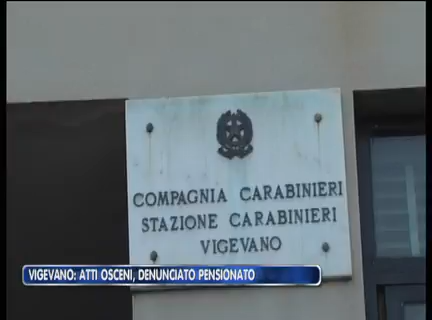 COMPAGNIA CARABINIERI
STAZIONE CARABINIERI
VIGEVANO
VIGEVANO: ATTI OSCENI, DENUNCIATO PENSIONATO